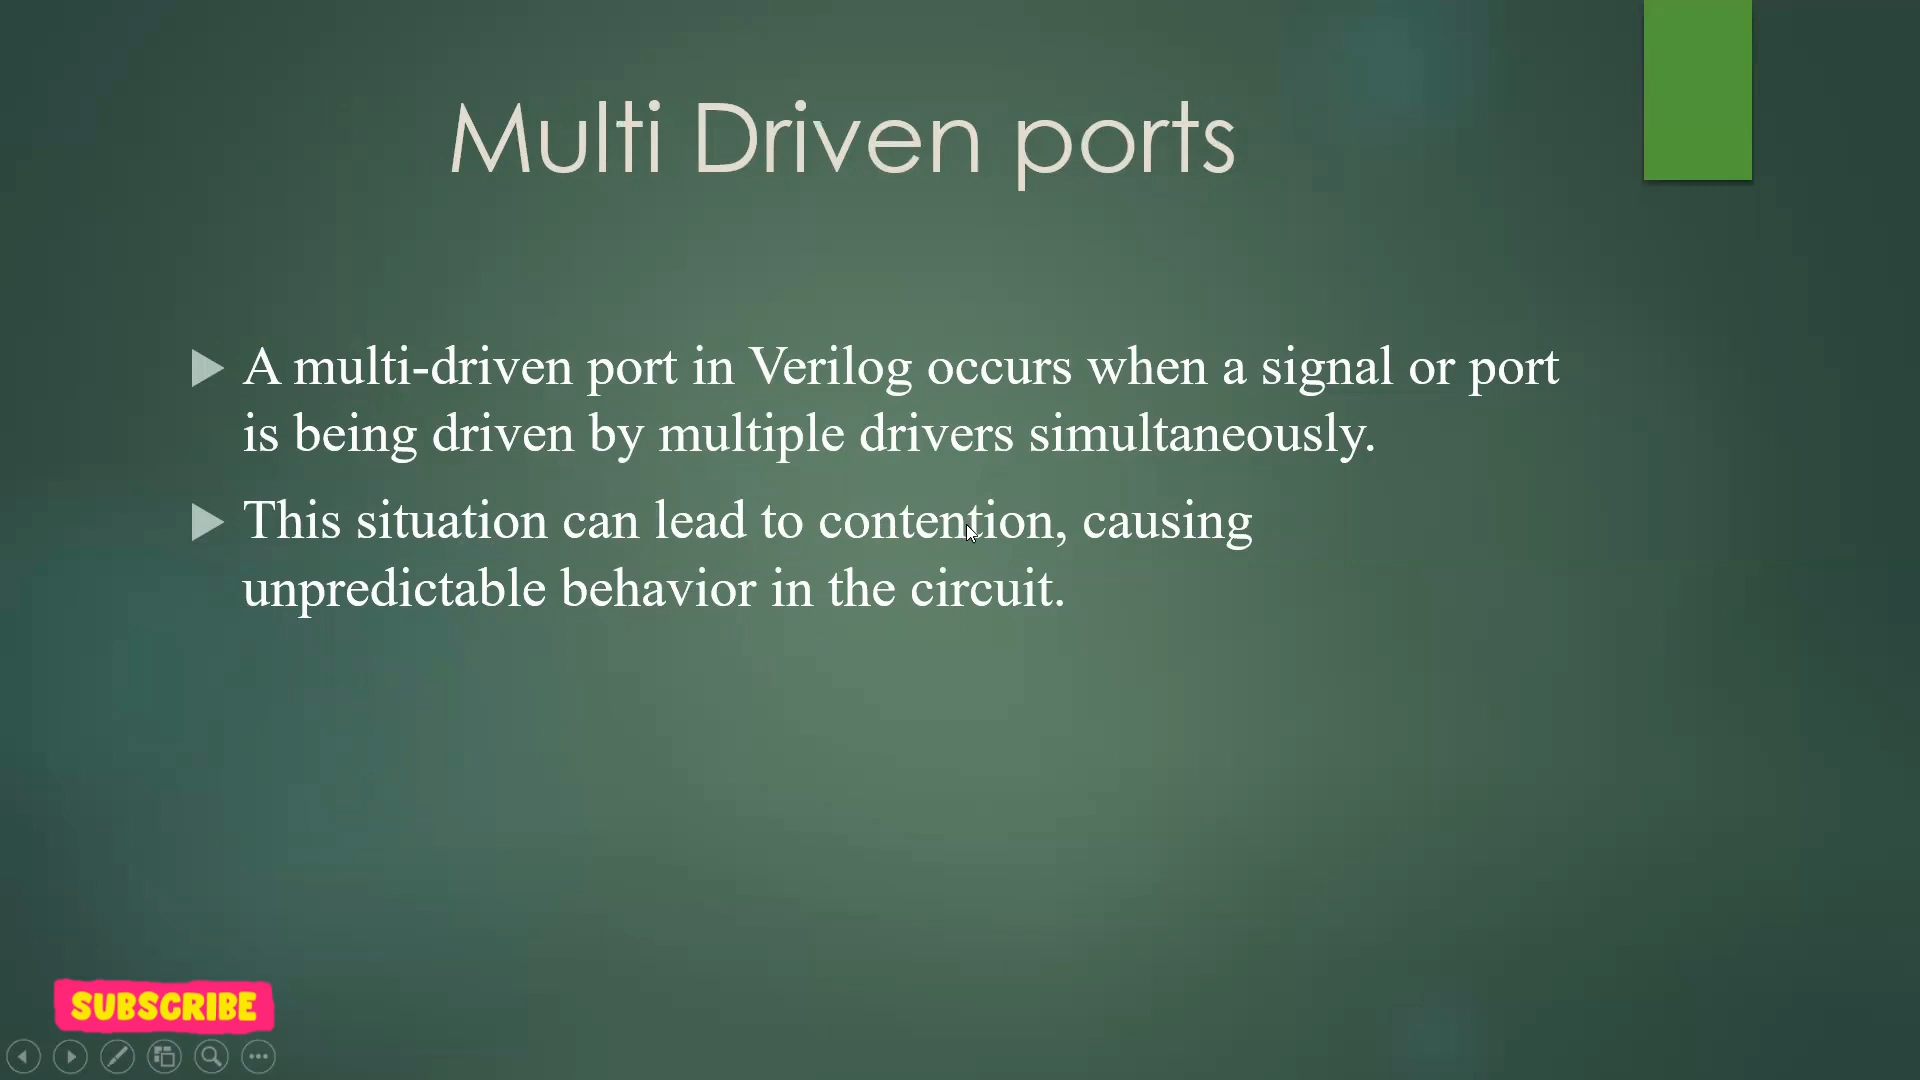 Multi Driven ports
A multi-driven port in Verilog occurs when a signal or port
is being driven by multiple drivers simultaneously.
This situation can lead to contention, causing
unpredictable behavior in the circuit.
SUBSCRIBE